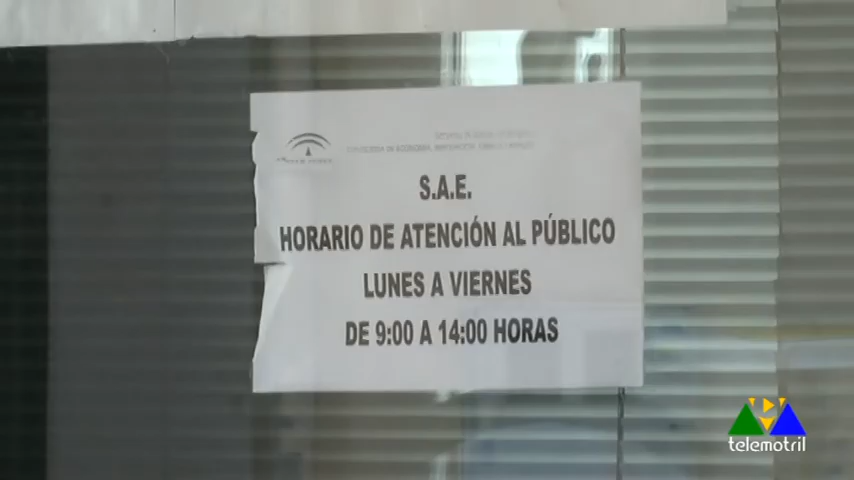 S.A.E.
HORARIO DE ATENCIÓN AL PÚBLICO
LUNES A VIERNES
DE 9:00 A 14:00 HORAS
telemotril